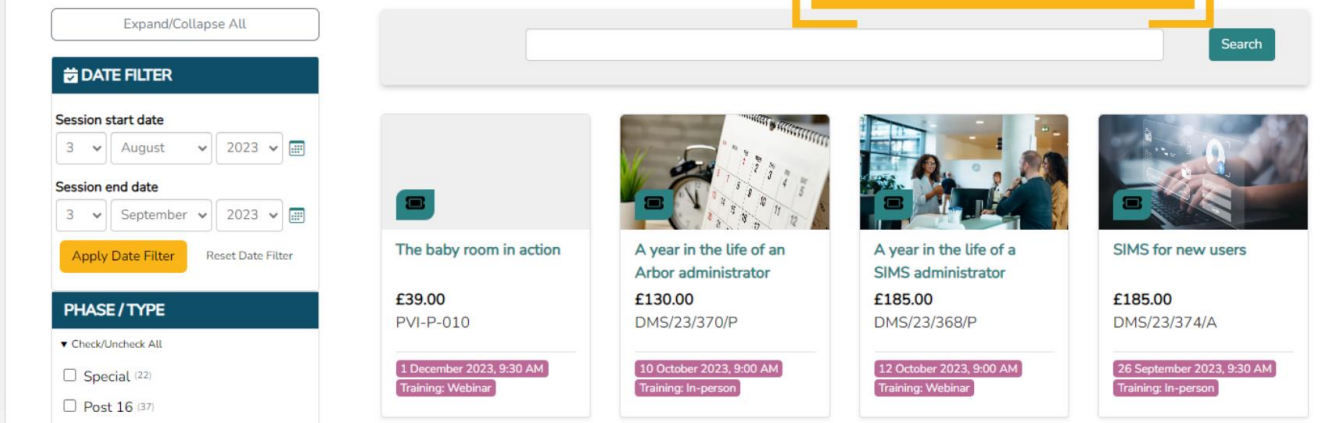 Expand/Collapse All
DATE FILTER
Session start date
3 August 2023
Session end date
3 September 2023
Apply Date Filter Reset Date Filter
PHASE / TYPE
▾ Check/Uncheck All
Special (22)
Post 16 (37)
Search
The baby room in action
£39.00
PVI-P-010
1 December 2023, 9:30 AM
Training: Webinar
A year in the life of an
Arbor administrator
£130.00
DMS/23/370/P
10 October 2023, 9:00 AM
Training: In-person
A year in the life of a
SIMS administrator
£185.00
DMS/23/368/P
12 October 2023, 9:00 AM
Training: Webinar
SIMS for new users
£185.00
DMS/23/374/A
26 September 2023, 9:30 AM
Training: In-person